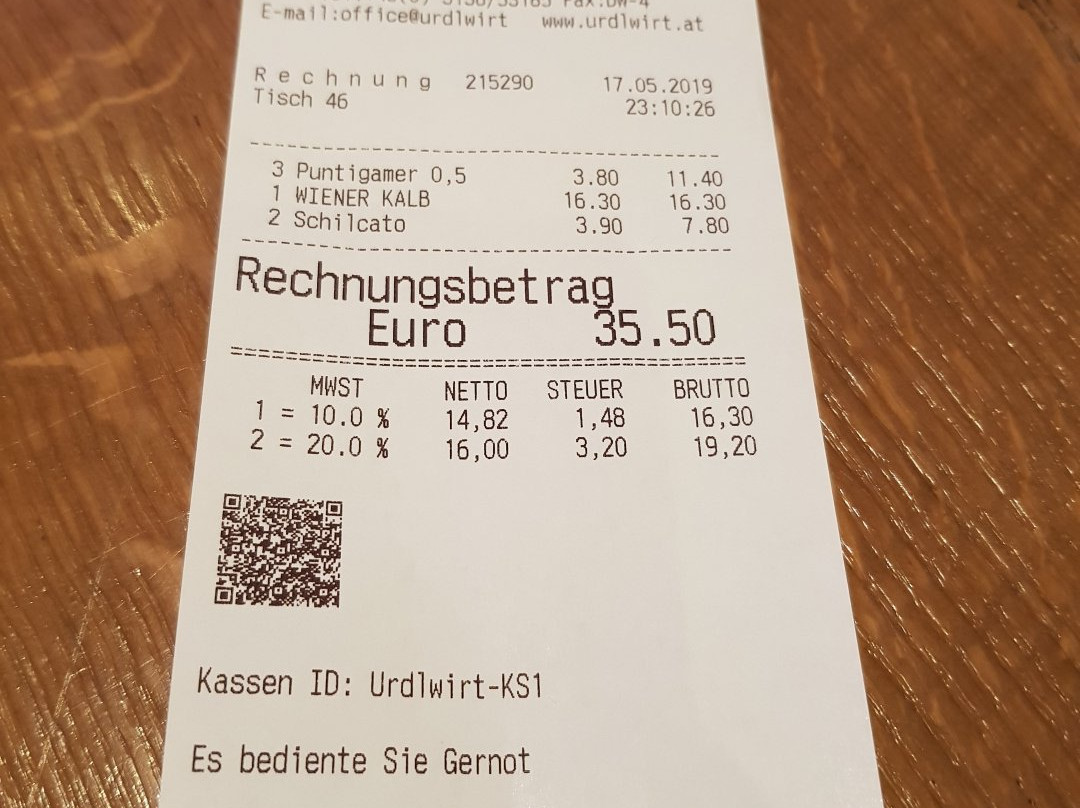 E-mail:office@urdlwirt www.urdlwirt.at
Rechnung 215290 17.05.2019
Tisch 46 23:10:26
3 Puntigamer 0,5 3.80 11.40
1 WIENER KALB 16.30 16.30
2 Schilcato 3.90 7.80
Rechnungsbetrag
Euro 35.50
MWST NETTO STEUER BRUTTO
1 = 10.0 % 14,82 1,48 16,30
2 = 20.0 % 16,00 3,20 19,20
Kassen ID: Urdlwirt-KS1
Es bediente Sie Gernot